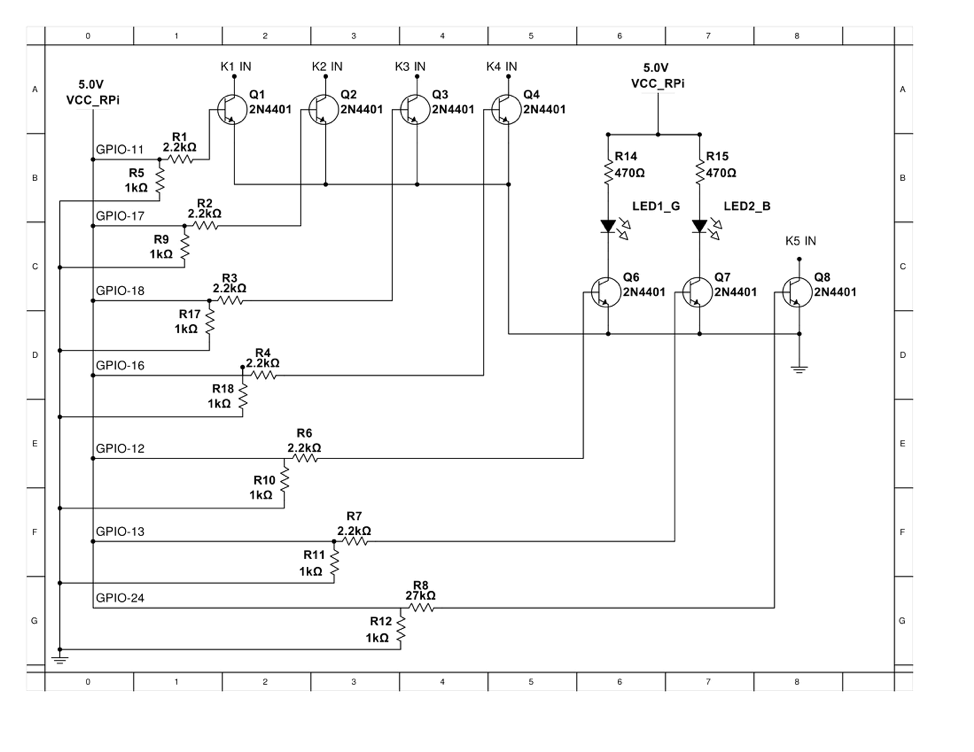 0 1 2 3 4 5 6 7 8
A
A
K1 IN
K2 IN
K3 IN
K4 IN
5.0V
VCC_RPi
5.0V
VCC_RPi
Q1
2N4401
Q2
2N4401
Q3
2N4401
Q4
2N4401
B
B
GPIO-11
R1
2.2kΩ
R5
1kΩ
R14
470Ω
R15
470Ω
LED1_G
LED2_B
GPIO-17
R2
2.2kΩ
R9
1kΩ
K5 IN
C
C
GPIO-18
R3
2.2kΩ
Q6
2N4401
Q7
2N4401
Q8
2N4401
R17
1kΩ
D
D
GPIO-16
R4
2.2kΩ
R18
1kΩ
E
E
GPIO-12
R6
2.2kΩ
R10
1kΩ
F
F
GPIO-13
R7
2.2kΩ
R11
1kΩ
GPIO-24
R8
27kΩ
G
G
R12
1kΩ
0 1 2 3 4 5 6 7 8